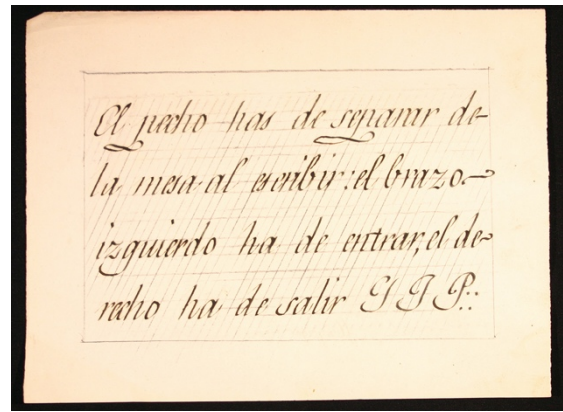 El pecho has de separar de
la mesa al escribir: el brazo
izquierdo ha de entrar, el de-
recho ha de salir Y J P.: